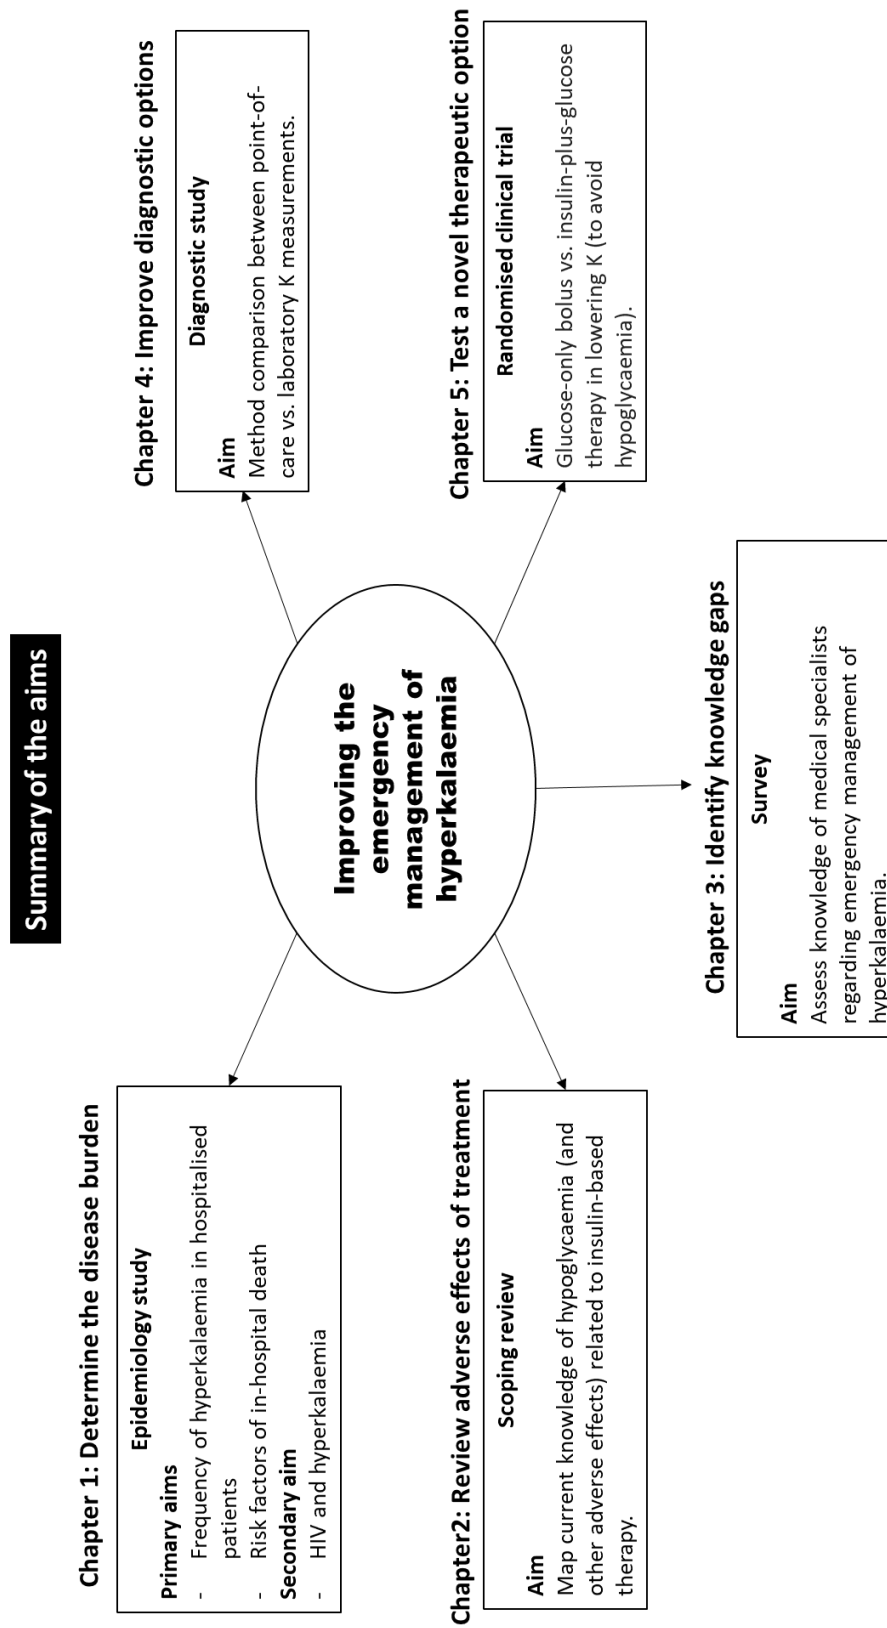 Summary of the aims
Chapter 1: Determine the disease burden
Epidemiology study
Primary aims
- Frequency of hyperkalaemia in hospitalised
patients
- Risk factors of in-hospital death
Secondary aim
- HIV and hyperkalaemia
Chapter2: Review adverse effects of treatment
Scoping review
Aim
Map current knowledge of hypoglycaemia (and
other adverse effects) related to insulin-based
therapy.
Improving the
emergency
management of
hyperkalaemia
Chapter 3: Identify knowledge gaps
Survey
Aim
Assess knowledge of medical specialists
regarding emergency management of
hyperkalaemia.
Chapter 4: Improve diagnostic options
Diagnostic study
Aim
Method comparison between point-of-
care vs. laboratory K measurements.
Chapter 5: Test a novel therapeutic option
Randomised clinical trial
Aim
Glucose-only bolus vs. insulin-plus-glucose
therapy in lowering K (to avoid
hypoglycaemia).